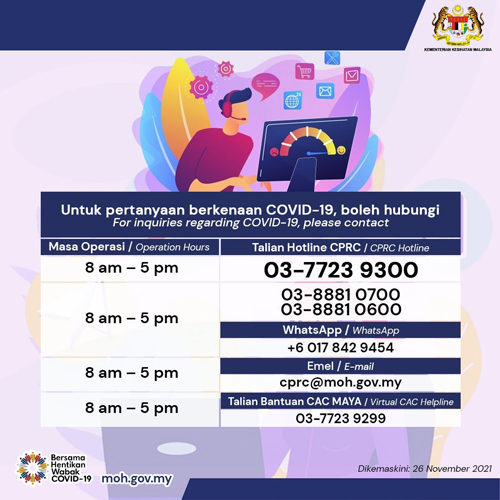 KEMENTERIAN KESIHATAN MALAYSIA
Untuk pertanyaan berkenaan COVID-19, boleh hubungi
For inquiries regarding COVID-19, please contact
Masa Operasi / Operation Hours
Talian Hotline CPRC / CPRC Hotline
8 am – 5 pm
03-7723 9300
8 am – 5 pm
03-8881 0700
03-8881 0600
WhatsApp / WhatsApp
+6 017 842 9454
8 am – 5 pm
Emel / E-mail
cprc@moh.gov.my
8 am – 5 pm
Talian Bantuan CAC MAYA / Virtual CAC Helpline
03-7723 9299
Bersama
Hentikan
Wabak
COVID-19
moh.gov.my
Dikemaskini: 26 November 2021